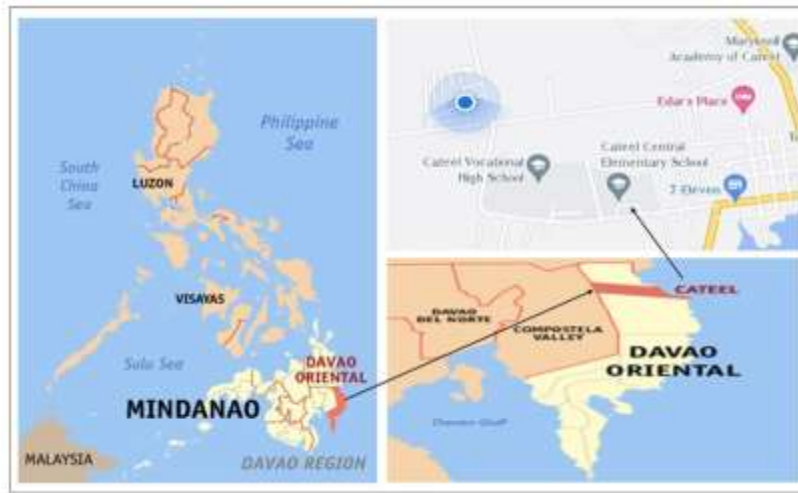 Philippine
Sea
South
China
Sea
LUZON
VISAYAS
Sulu Sea
DAVAO
ORIENTAL
MINDANAO
MALAYSIA
DAVAO REGION
Maryknoll
Academy of Cateel
Edar's Place
Cateel Central
Elementary School
Cateel Vocational
High School
7-Eleven
CATEEL
DAVAO
DEL NORTE
COMPOSTELA
VALLEY
DAVAO
ORIENTAL